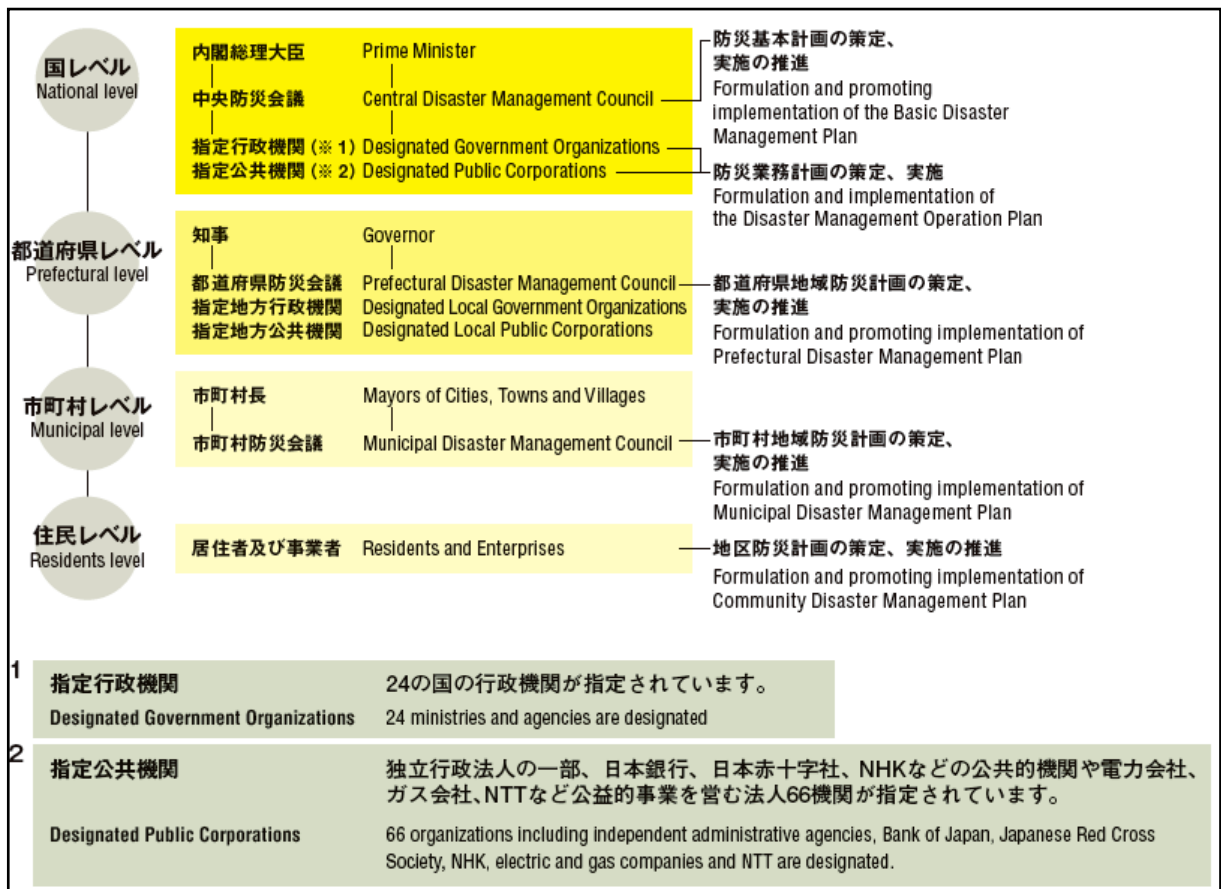 国レベル
National level
内閣総理大臣 Prime Minister
中央防災会議 Central Disaster Management Council
指定行政機関 (※ 1) Designated Government Organizations
指定公共機関 (※ 2) Designated Public Corporations
防災基本計画の策定、
実施の推進
Formulation and promoting
implementation of the Basic Disaster
Management Plan
防災業務計画の策定、実施
Formulation and implementation of
the Disaster Management Operation Plan
都道府県レベル
Prefectural level
知事 Governor
都道府県防災会議 Prefectural Disaster Management Council
指定地方行政機関 Designated Local Government Organizations
指定地方公共機関 Designated Local Public Corporations
都道府県地域防災計画の策定、
実施の推進
Formulation and promoting implementation of
Prefectural Disaster Management Plan
市町村レベル
Municipal level
市町村長 Mayors of Cities, Towns and Villages
市町村防災会議 Municipal Disaster Management Council
市町村地域防災計画の策定、
実施の推進
Formulation and promoting implementation of
Municipal Disaster Management Plan
住民レベル
Residents level
居住者及び事業者 Residents and Enterprises
地区防災計画の策定、実施の推進
Formulation and promoting implementation of
Community Disaster Management Plan
1
指定行政機関 24の国の行政機関が指定されています。
Designated Government Organizations 24 ministries and agencies are designated
2
指定公共機関 独立行政法人の一部、日本銀行、日本赤十字社、NHKなどの公共的機関や電力会社、
ガス会社、NTTなど公益的事業を営む法人66機関が指定されています。
Designated Public Corporations 66 organizations including independent administrative agencies, Bank of Japan, Japanese Red Cross
Society, NHK, electric and gas companies and NTT are designated.